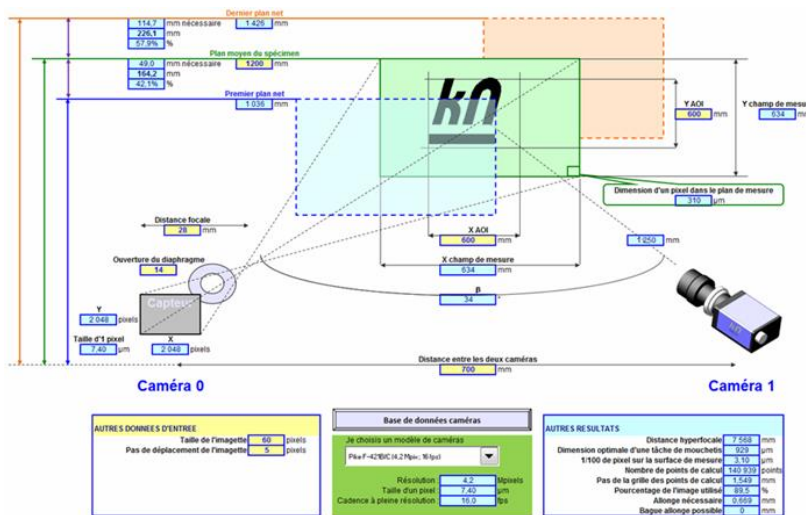 Dernier plan net
114,7 mm nécessaire 1 426 mm
226,1 mm
57,9% %
Plan moyen du spécimen
49,0 mm nécessaire 1200 mm
164,2 mm
42,1% %
Premier plan net
1 036 mm
kn
Y AOI
600 mm
Y champ de mesure
634 mm
Dimension d'un pixel dans le plan de mesure
310 µm
Distance focale
28 mm
X AOI
600 mm
1 250 mm
Ouverture du diaphragme
14
X champ de mesure
634 mm
β
34 °
Capteur
Y
2 048 pixels
Taille d'1 pixel
7,40 µm
X
2 048 pixels
kn
Distance entre les deux caméras
700 mm
Caméra 0
Caméra 1
AUTRES DONNEES D'ENTREE
Taille de l'imagette 60 pixels
Pas de déplacement de l'imagette 5 pixels
Base de données caméras
Je choisis un modèle de caméras
Pike F-421B/C (4,2 Mpix; 16 fps)
Résolution 4,2 Mpixels
Taille d'un pixel 7,40 µm
Cadence à pleine résolution 16,0 fps
AUTRES RESULTATS
Distance hyperfocale 7 568 mm
Dimension optimale d'une tâche de mouchetis 929 µm
1/100 de pixel sur la surface de mesure 3,10 µm
Nombre de points de calcul 140 939 points
Pas de la grille des points de calcul 1,549 mm
Pourcentage de l'image utilisé 89,5 %
Allonge nécessaire 0,669 mm
Bague allonge possible 0 mm